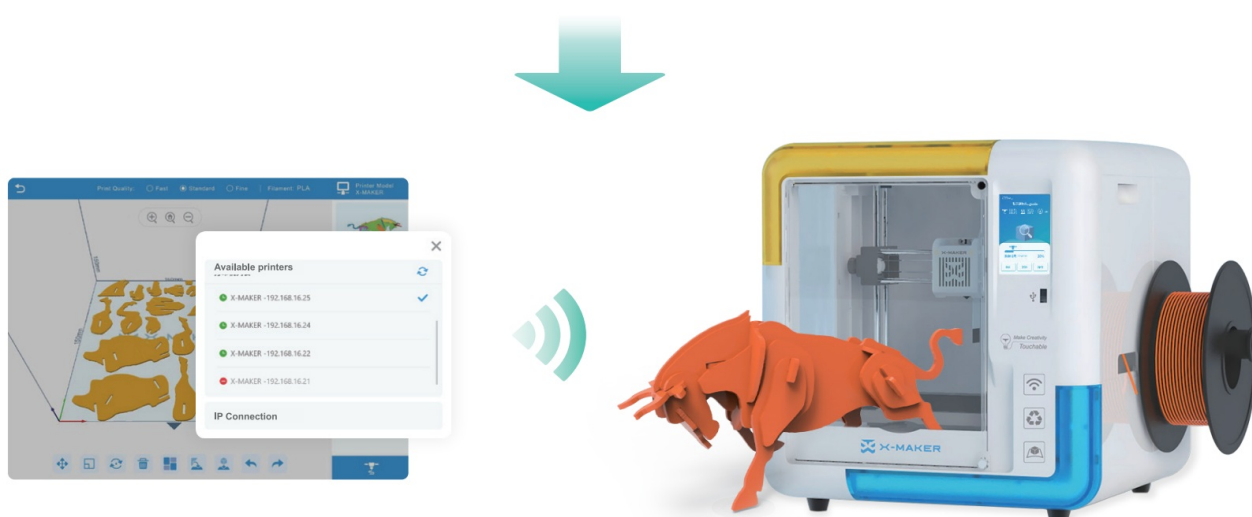 Print Quality: Fast Standard Fine | Filament: PLA
Printer Model:
X-MAKER
Available printers
X-MAKER -192.168.16.25
X-MAKER -192.168.16.24
X-MAKER -192.168.16.22
X-MAKER -192.168.16.21
IP Connection
X-MAKER
Make Creativity
Touchable
X-MAKER